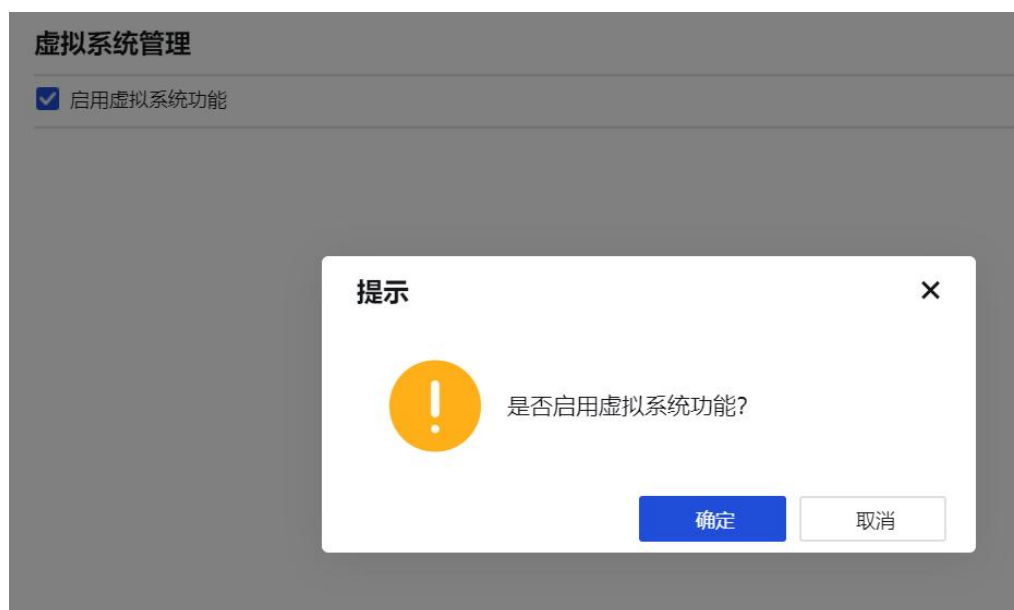 虚拟系统管理
启用虚拟系统功能
提示
是否启用虚拟系统功能?
确定
取消